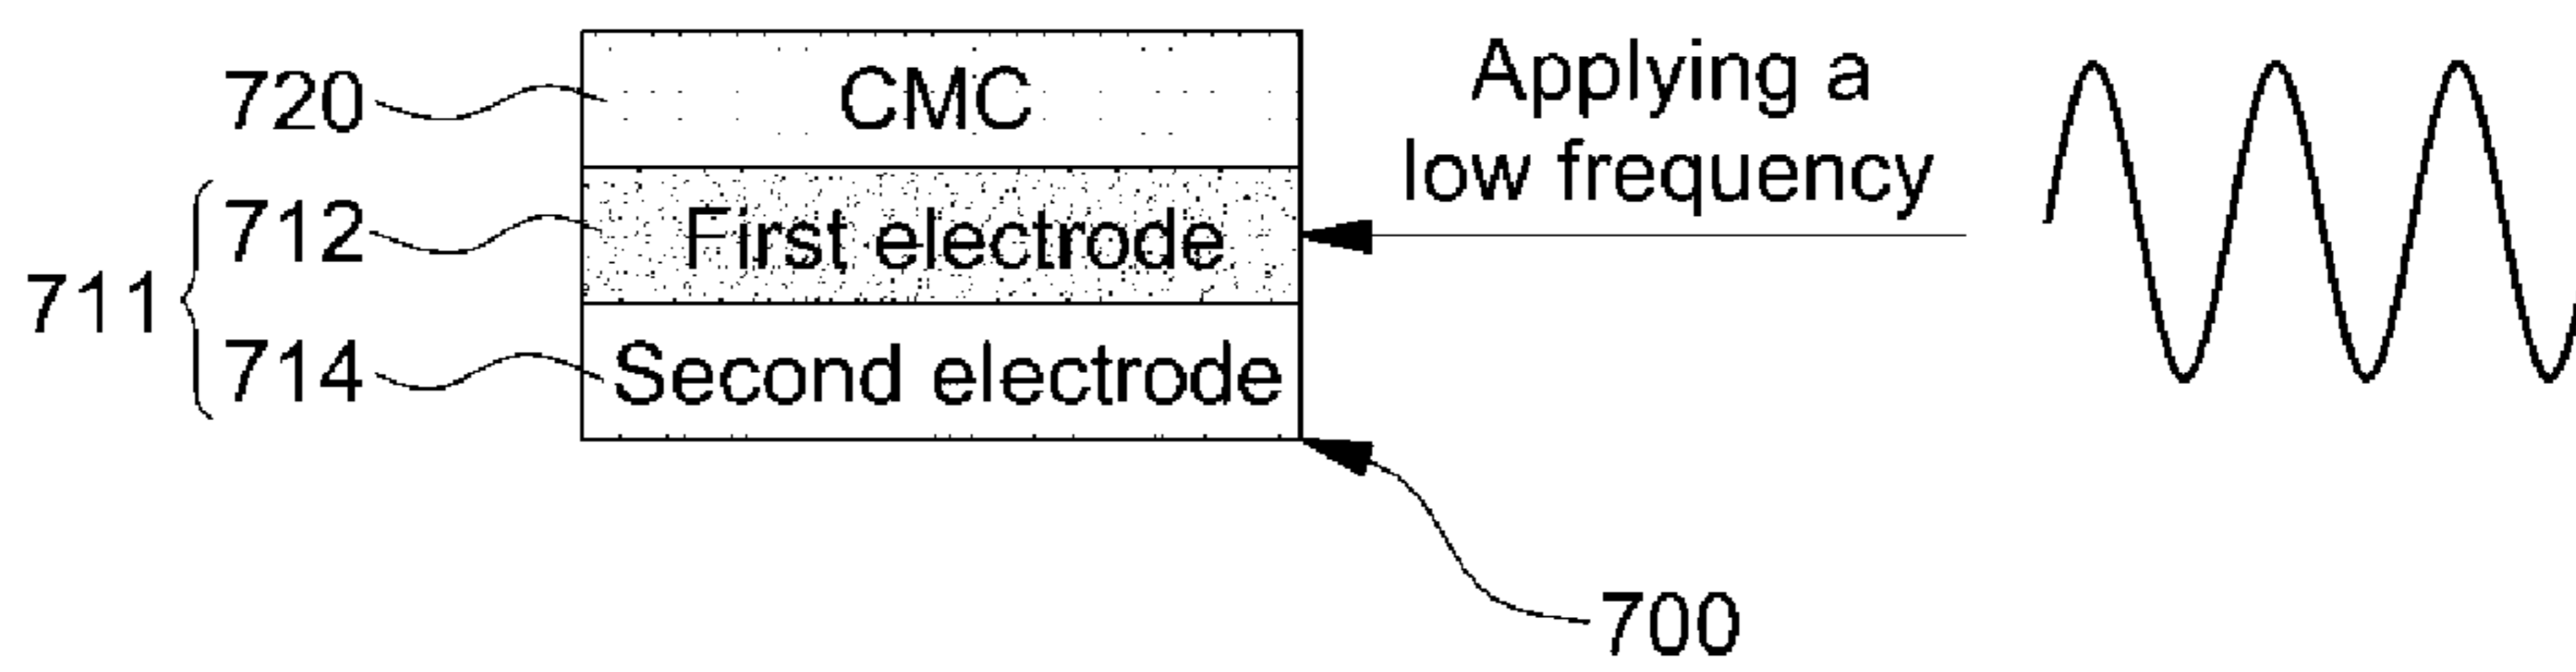 720
CMC
Applying a
low frequency
711
712
First electrode
714
Second electrode
700